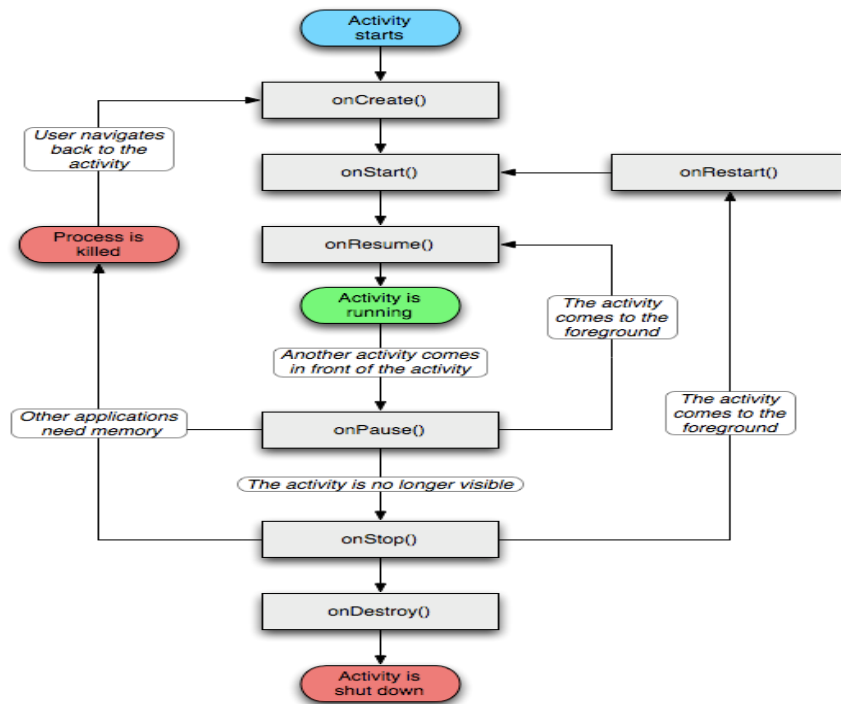 Activity
starts
onCreate()
User navigates
back to the
activity
onStart()
onRestart()
Process is
killed
onResume()
Activity is
running
The activity
comes to the
foreground
Another activity comes
in front of the activity
The activity
comes to the
foreground
Other applications
need memory
onPause()
The activity is no longer visible
onStop()
onDestroy()
Activity is
shut down